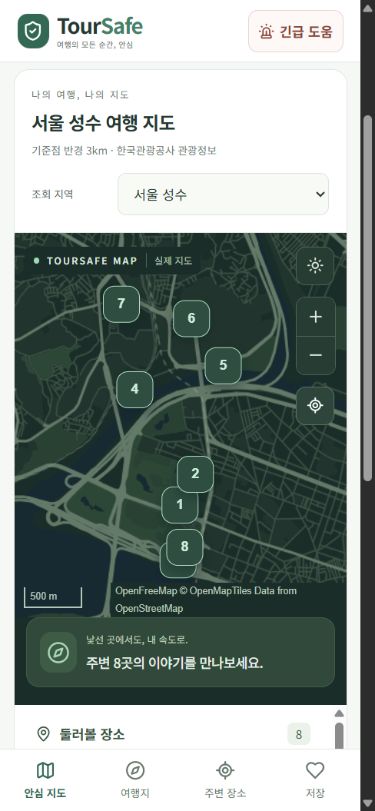 TourSafe
여행의 모든 순간, 안심
긴급 도움
나의 여행, 나의 지도
서울 성수 여행 지도
기준점 반경 3km · 한국관광공사 관광정보
조회 지역
서울 성수
TOURSAFE MAP
실제 지도
7
6
+
5
−
4
2
1
8
500 m
OpenFreeMap © OpenMapTiles Data from
OpenStreetMap
낯선 곳에서도, 내 속도로.
주변 8곳의 이야기를 만나보세요.
둘러볼 장소
8
안심 지도
여행지
주변 장소
저장